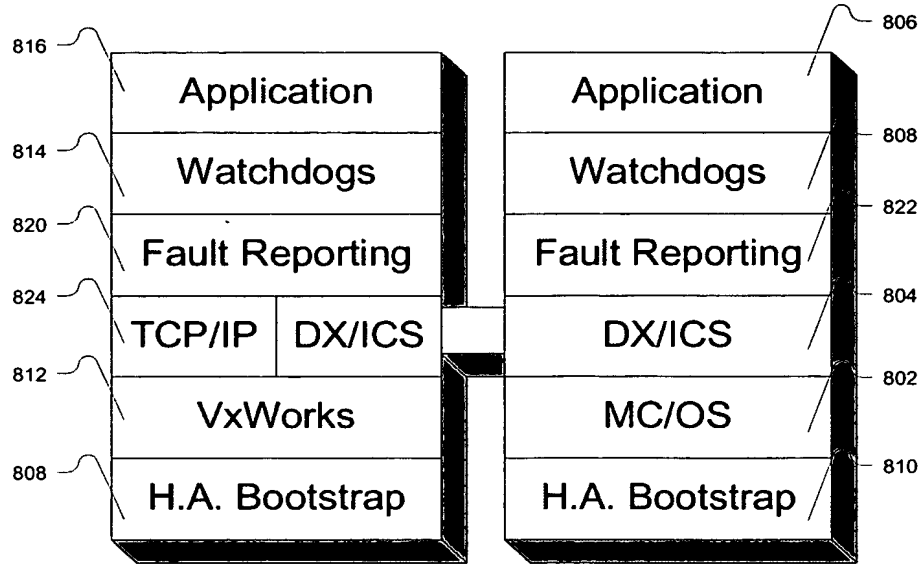 816
806
Application
Application
814
808
Watchdogs
Watchdogs
820
822
Fault Reporting
Fault Reporting
824
804
TCP/IP
DX/ICS
DX/ICS
812
802
VxWorks
MC/OS
808
810
H.A. Bootstrap
H.A. Bootstrap